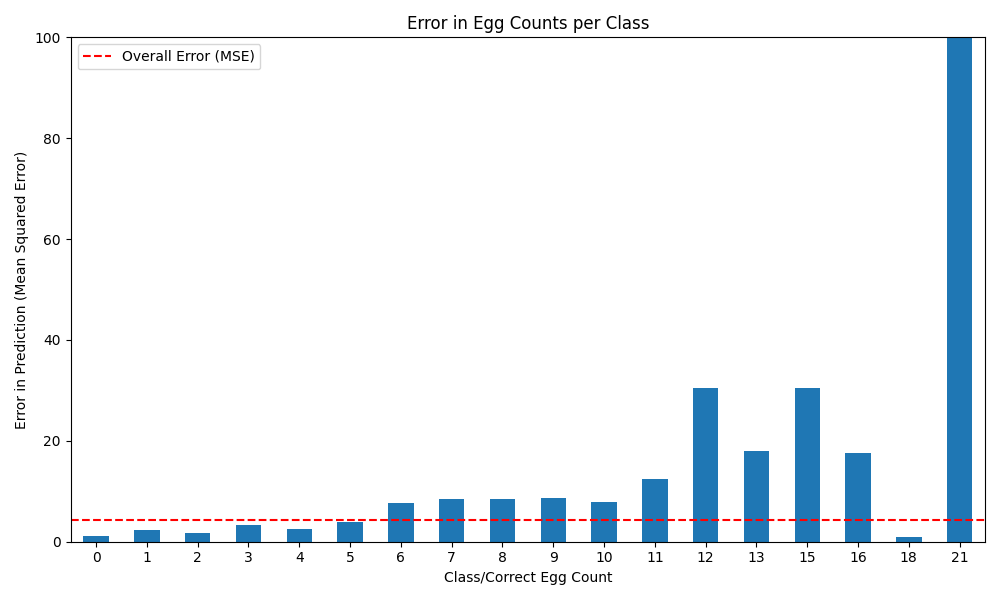 Error in Egg Counts per Class
Overall Error (MSE)
Error in Prediction (Mean Squared Error)
100
80
60
40
20
0
0 1 2 3 4 5 6 7 8 9 10 11 12 13 15 16 18 21
Class/Correct Egg Count